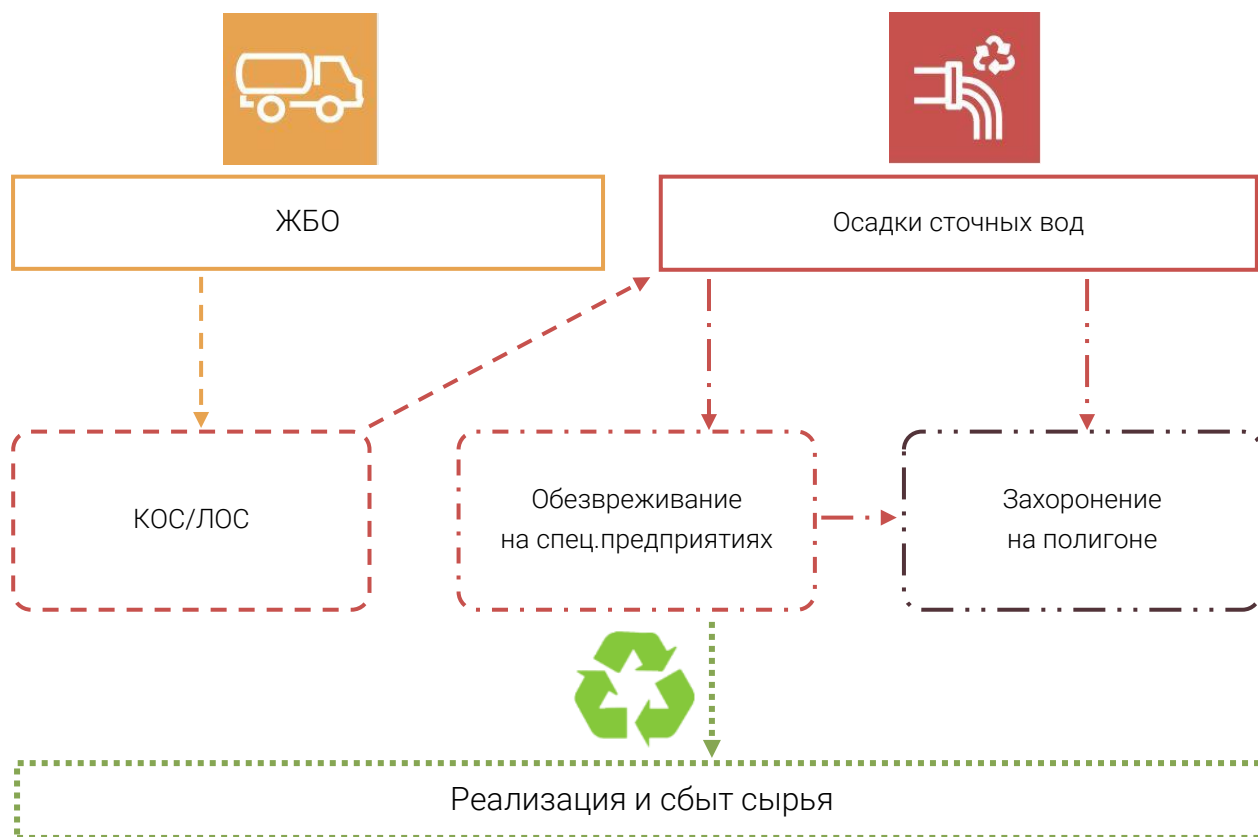 ЖБО
Осадки сточных вод
КОС/ЛОС
Обезвреживание
на спец.предприятиях
Захоронение
на полигоне
Реализация и сбыт сырья